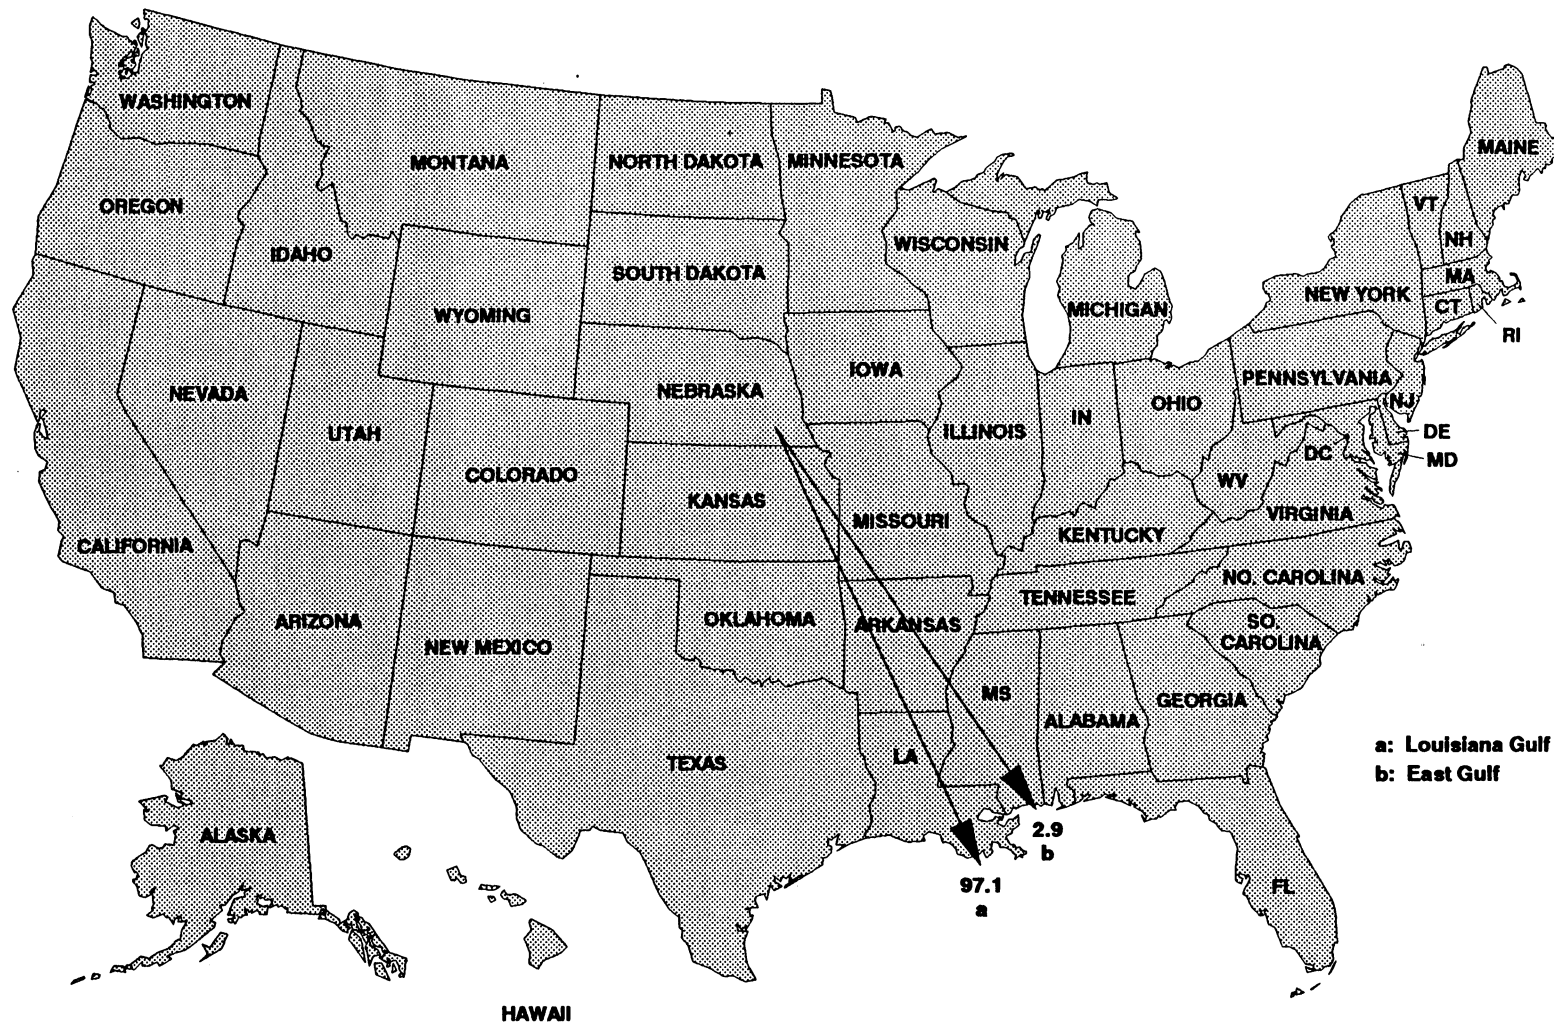 WASHINGTON
MONTANA
NORTH DAKOTA
MINNESOTA
MAINE
OREGON
VT
IDAHO
WISCONSIN
NH
SOUTH DAKOTA
MA
WYOMING
MICHIGAN
NEW YORK
CT
RI
NEVADA
NEBRASKA
IOWA
PENNSYLVANIA
NJ
UTAH
ILLINOIS
IN
OHIO
DE
COLORADO
DC
MD
KANSAS
WV
MISSOURI
VIRGINIA
CALIFORNIA
KENTUCKY
NO. CAROLINA
TENNESSEE
ARIZONA
OKLAHOMA
ARKANSAS
SO.
CAROLINA
NEW MEXICO
MS
GEORGIA
ALABAMA
TEXAS
LA
a: Louisiana Gulf
b: East Gulf
ALASKA
2.9
b
97.1
a
FL
HAWAII